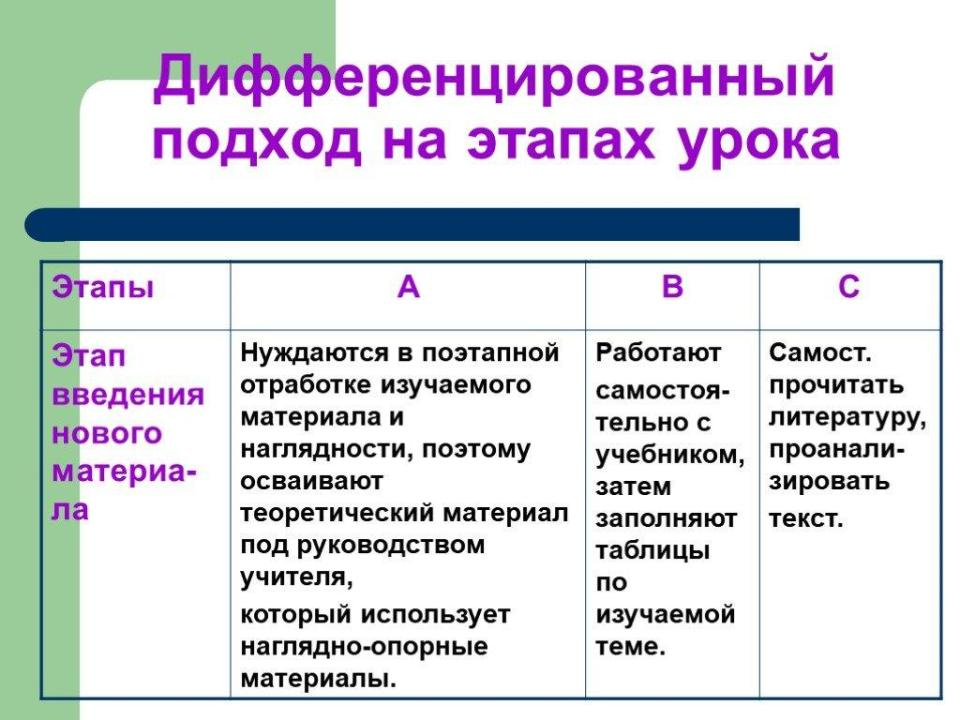 Дифференцированный
подход на этапах урока
Этапы
А
В
С
Этап
введения
нового
материа-
ла
Нуждаются в поэтапной
отработке изучаемого
материала и
наглядности, поэтому
осваивают
теоретический материал
под руководством
учителя,
который использует
наглядно-опорные
материалы.
Работают
самостоя-
тельно с
учебником,
затем
заполняют
таблицы
по
изучаемой
теме.
Самост.
прочитать
литературу,
проанали-
зировать
текст.